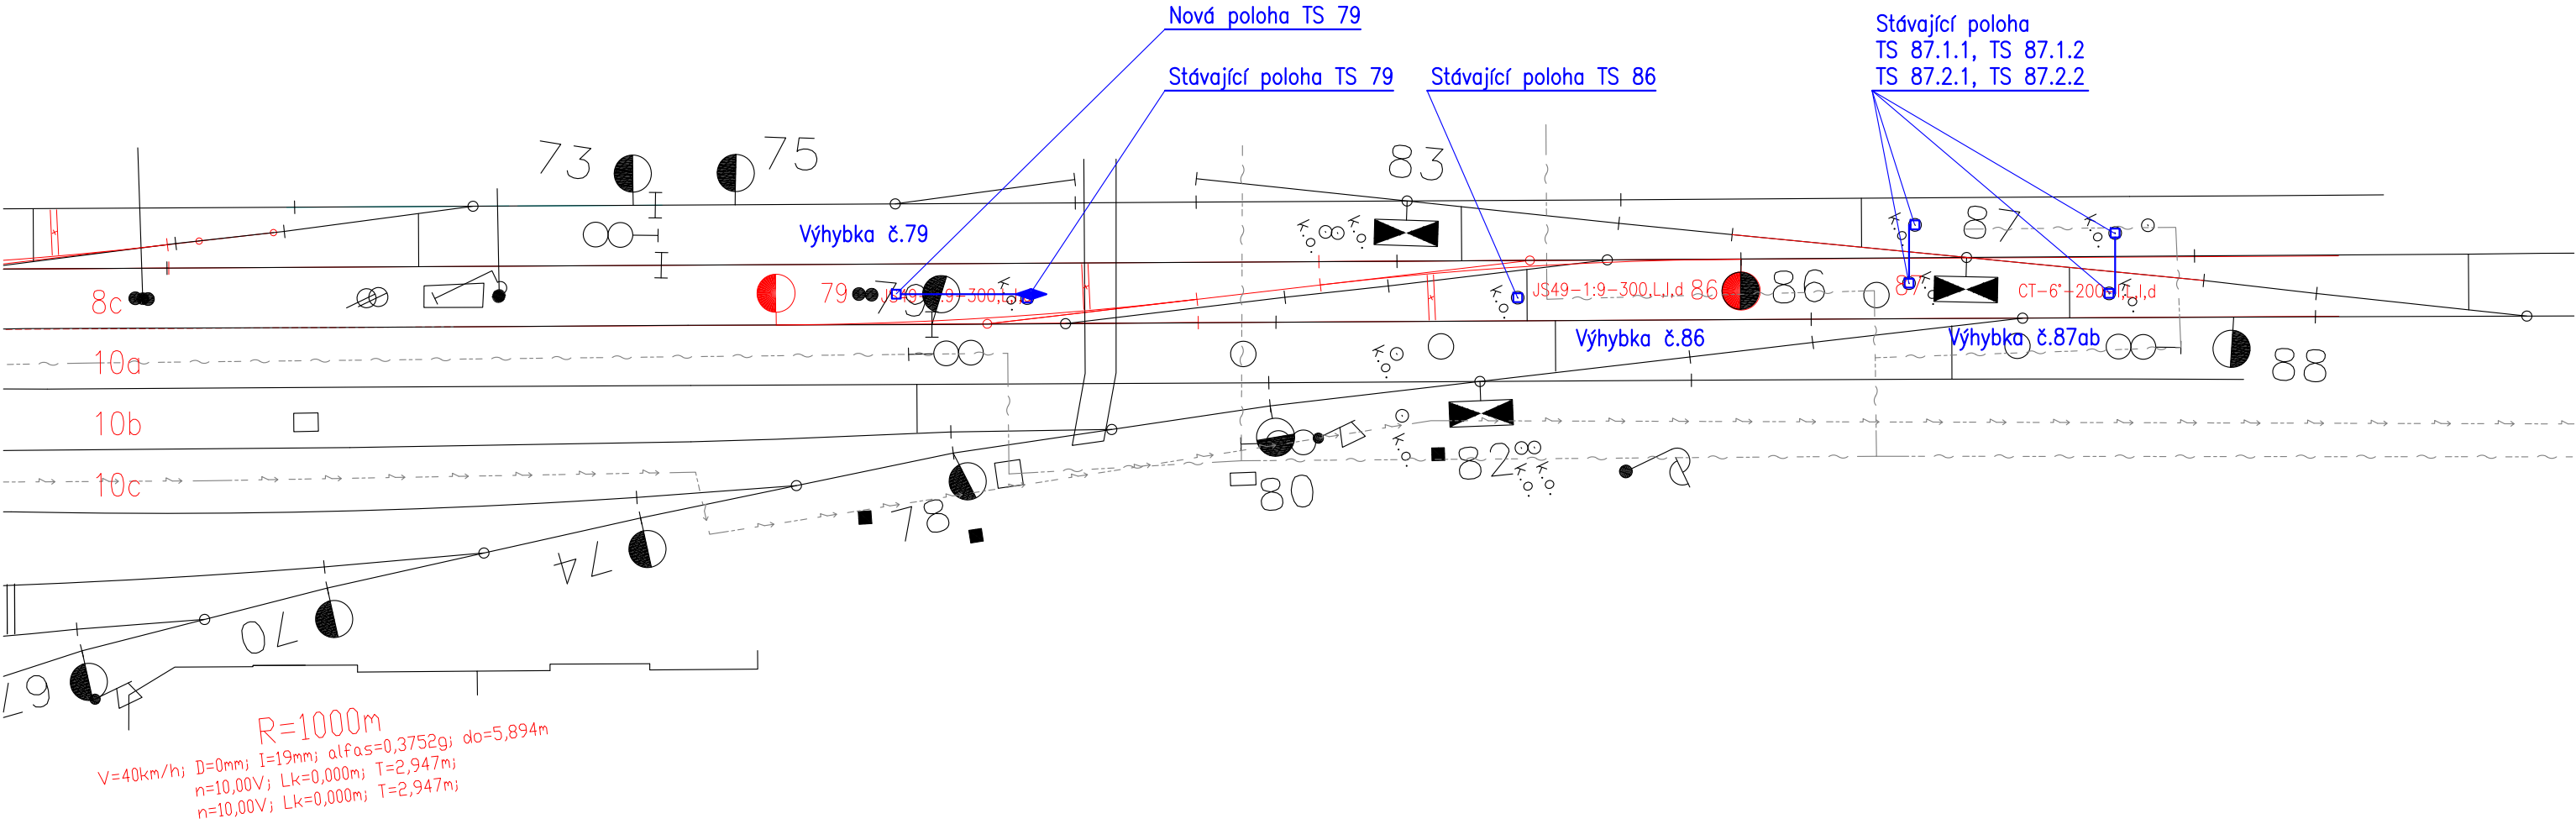 Nová poloha TS 79
Stávající poloha
TS 87.1.1, TS 87.1.2
TS 87.2.1, TS 87.2.2
Stávající poloha TS 79
Stávající poloha TS 86
73
75
83
87
Výhybka č.79
8c
79
79
JS49-1:9-300,L,l,d
86
86
87
Výhybka č.86
Výhybka č.87ab
88
10a
10b
10c
82
80
78
74
70
67
R=1000m
V=40km/h; D=0mm; I=19mm; alfas=0,3752g; do=5,894m
n=10,00V; Lk=0,000m; T=2,947m;
n=10,00V; Lk=0,000m; T=2,947m;